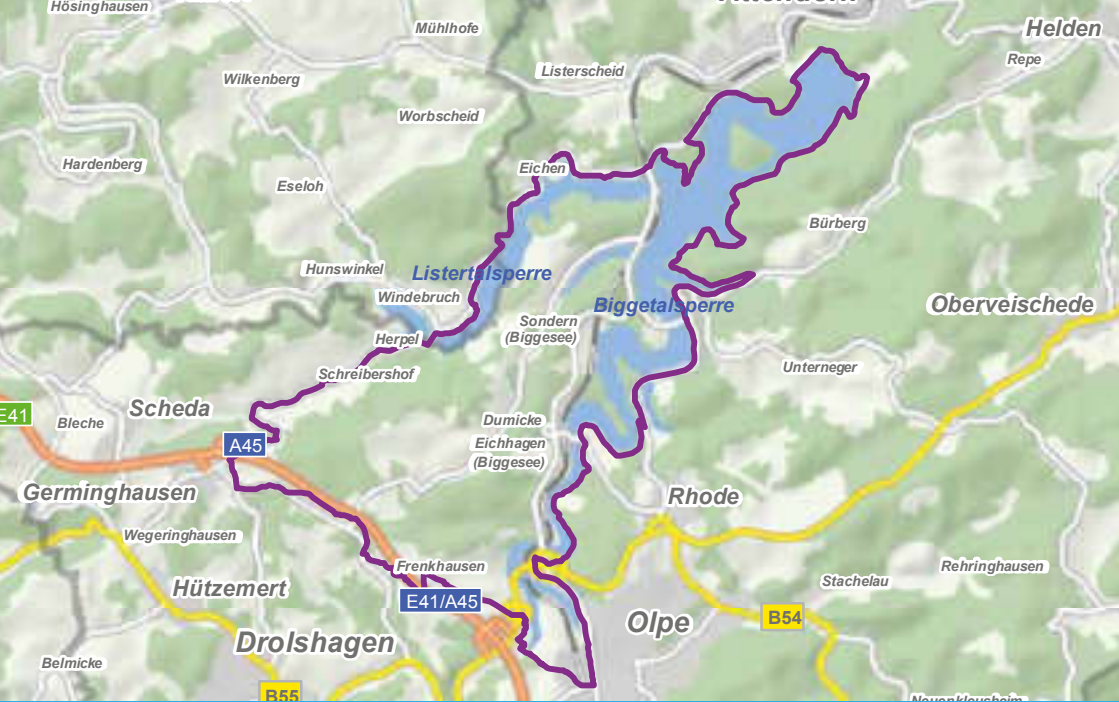 Hösinghausen
Mühlhofe
Helden
Repe
Listerscheid
Wilkenberg
Worbscheid
Hardenberg
Eichen
Eseloh
Bürberg
Hunswinkel
Listertalsperre
Windebruch
Biggetalsperre
Oberveischede
Sondern
(Biggesee)
Herpel
Unterneger
Schreibershof
Scheda
E41
Bleche
Dumicke
A45
Eichhagen
(Biggesee)
Germinghausen
Rhode
Wegeringhausen
Frenkhausen
Rehringhausen
Stachelau
Hützemert
E41/A45
B54
Olpe
Drolshagen
Belmicke
B55